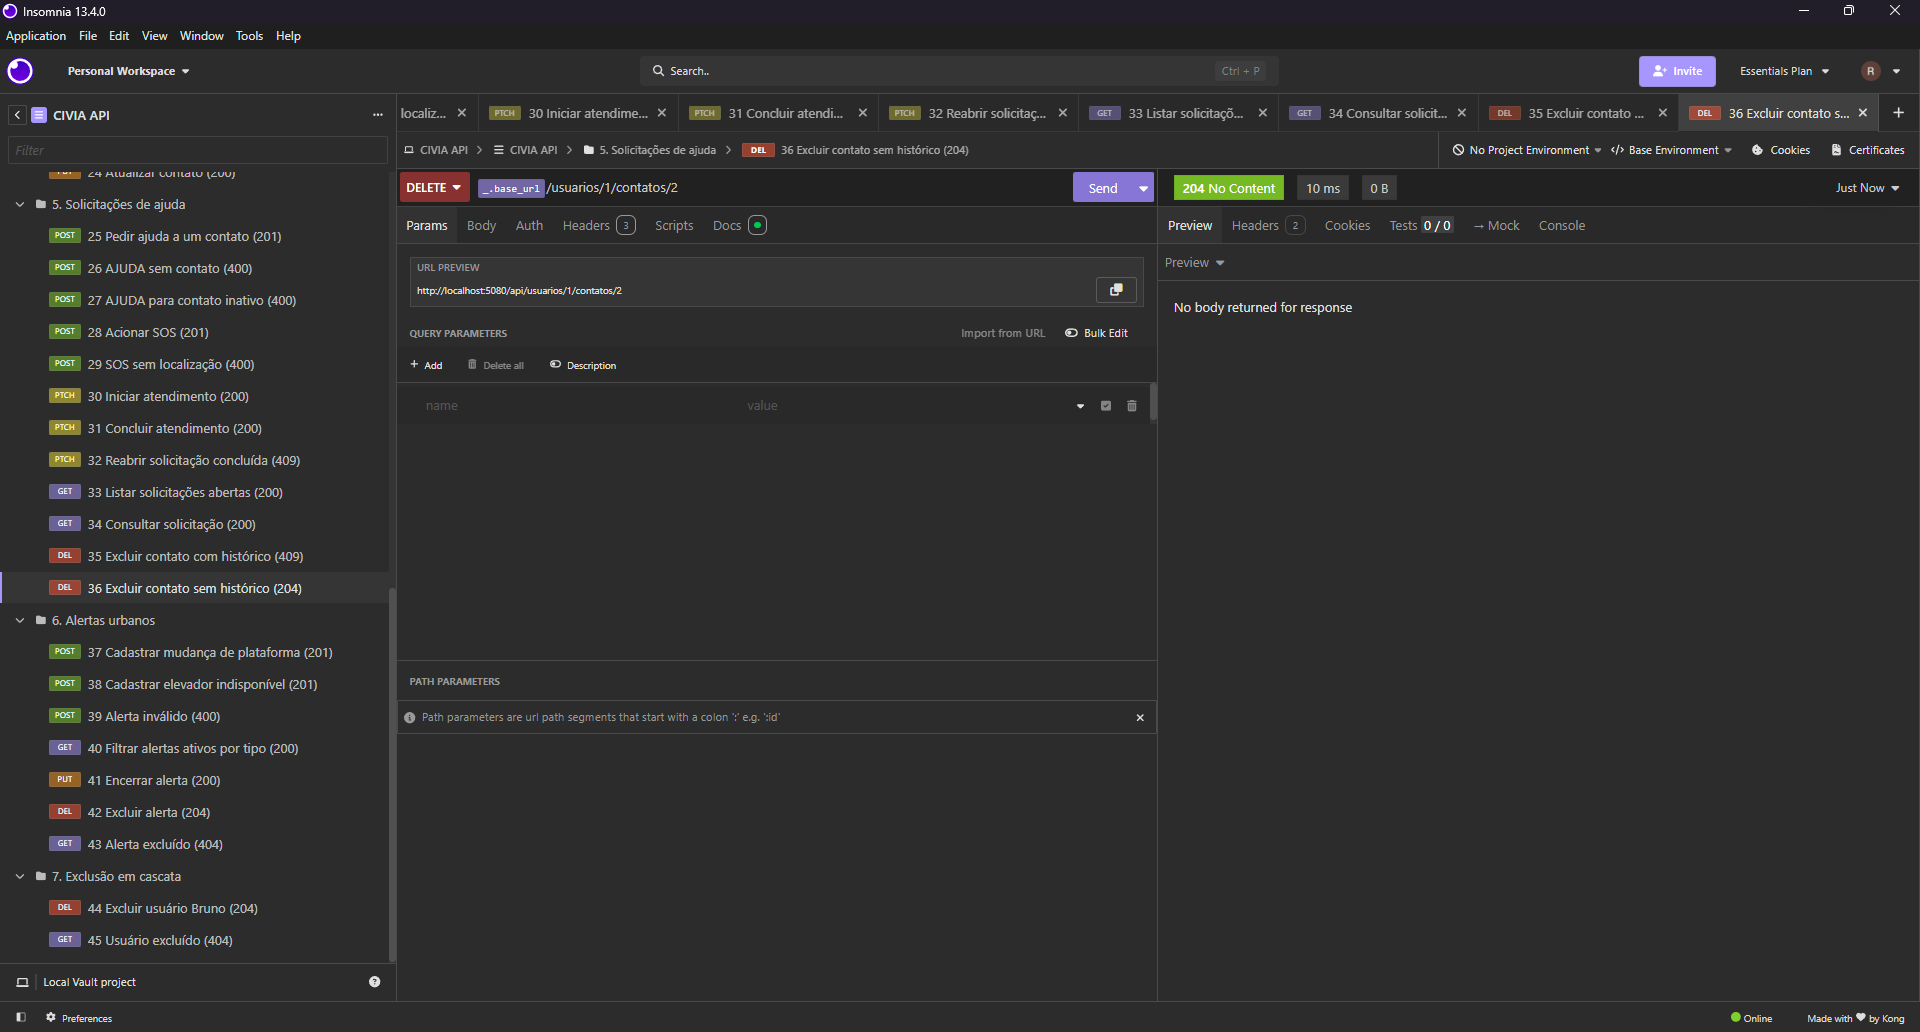 Insomnia 13.4.0
Application File Edit View Window Tools Help
Personal Workspace
Search..
Ctrl + P
Invite
Essentials Plan
R
CIVIA API
Filter
24 Atualizar contato (200)
5. Solicitações de ajuda
POST 25 Pedir ajuda a um contato (201)
POST 26 AJUDA sem contato (400)
POST 27 AJUDA para contato inativo (400)
POST 28 Acionar SOS (201)
POST 29 SOS sem localização (400)
PTCH 30 Iniciar atendimento (200)
PTCH 31 Concluir atendimento (200)
PTCH 32 Reabrir solicitação concluída (409)
GET 33 Listar solicitações abertas (200)
GET 34 Consultar solicitação (200)
DEL 35 Excluir contato com histórico (409)
DEL 36 Excluir contato sem histórico (204)
6. Alertas urbanos
POST 37 Cadastrar mudança de plataforma (201)
POST 38 Cadastrar elevador indisponível (201)
POST 39 Alerta inválido (400)
GET 40 Filtrar alertas ativos por tipo (200)
PUT 41 Encerrar alerta (200)
DEL 42 Excluir alerta (204)
GET 43 Alerta excluído (404)
7. Exclusão em cascata
DEL 44 Excluir usuário Bruno (204)
GET 45 Usuário excluído (404)
Local Vault project
Preferences
localiz...
PTCH 30 Iniciar atendime...
PTCH 31 Concluir atendi...
PTCH 32 Reabrir solicitaç...
GET 33 Listar solicitaçõ...
GET 34 Consultar solicit...
DEL 35 Excluir contato ...
DEL 36 Excluir contato s...
CIVIA API > CIVIA API > 5. Solicitações de ajuda > DEL 36 Excluir contato sem histórico (204)
No Project Environment
</> Base Environment
Cookies
Certificates
DELETE _.base_url /usuarios/1/contatos/2
Send
Params Body Auth Headers 3 Scripts Docs
URL PREVIEW
http://localhost:5080/api/usuarios/1/contatos/2
QUERY PARAMETERS
Import from URL
Bulk Edit
+ Add
Delete all
Description
name value
PATH PARAMETERS
Path parameters are url path segments that start with a colon ':' e.g. ':id'
204 No Content
10 ms
0 B
Just Now
Preview Headers 2 Cookies Tests 0 / 0 → Mock Console
Preview
No body returned for response
Online
Made with ♥ by Kong